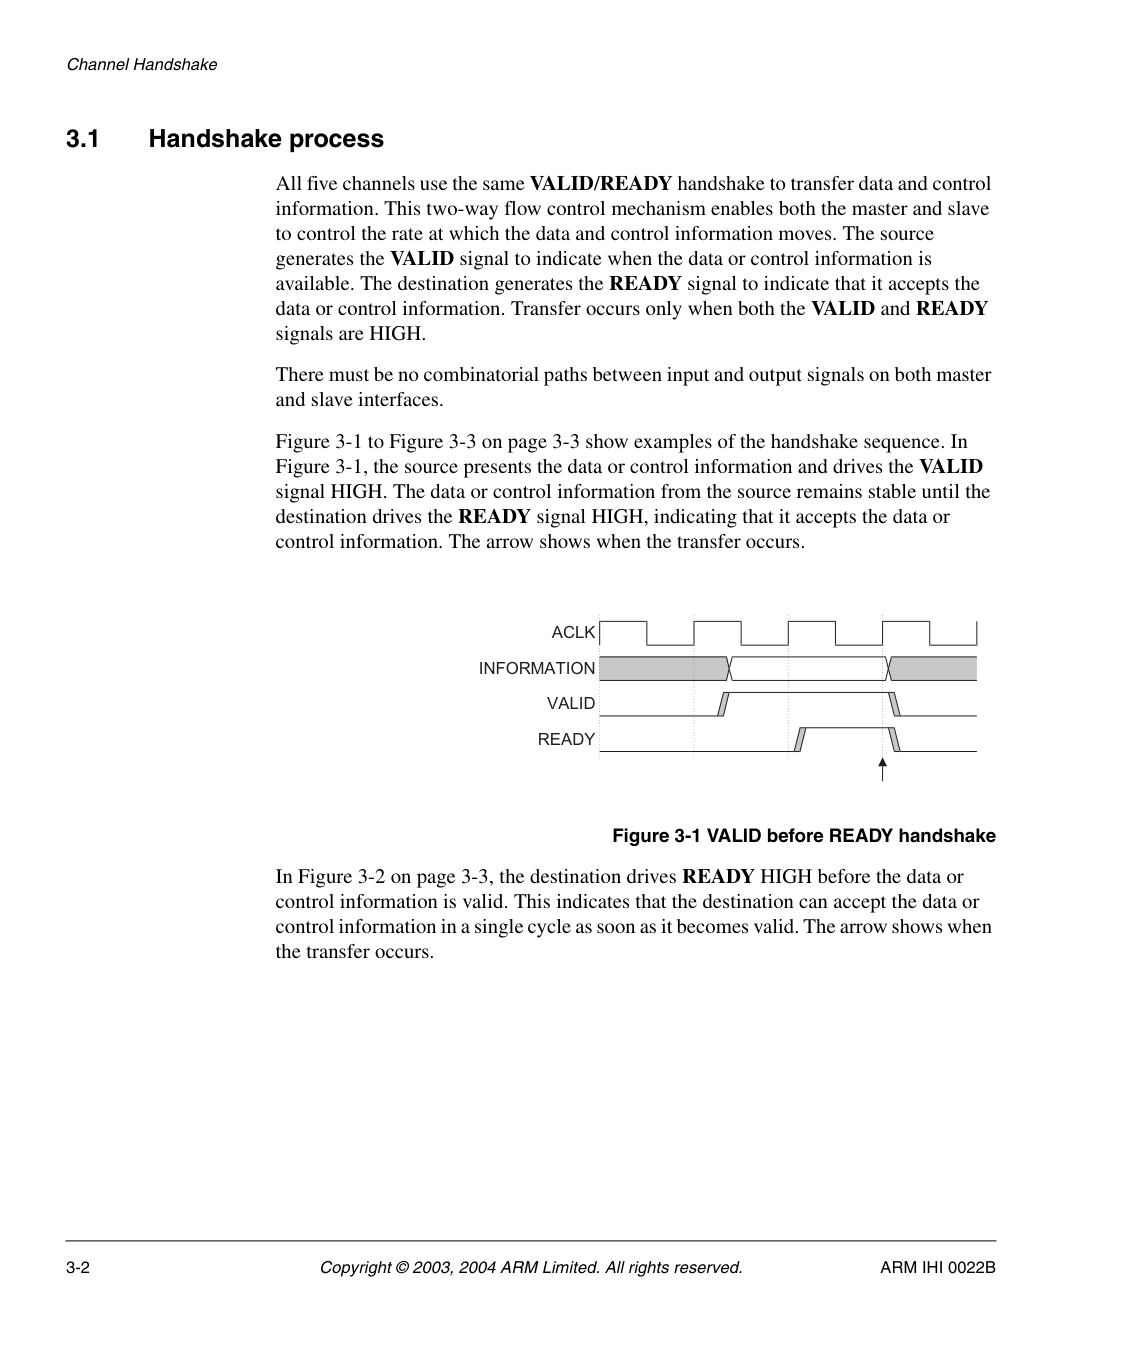 Channel Handshake
3.1 Handshake process
All five channels use the same VALID/READY handshake to transfer data and control
information. This two-way flow control mechanism enables both the master and slave
to control the rate at which the data and control information moves. The source
generates the VALID signal to indicate when the data or control information is
available. The destination generates the READY signal to indicate that it accepts the
data or control information. Transfer occurs only when both the VALID and READY
signals are HIGH.
There must be no combinatorial paths between input and output signals on both master
and slave interfaces.
Figure 3-1 to Figure 3-3 on page 3-3 show examples of the handshake sequence. In
Figure 3-1, the source presents the data or control information and drives the VALID
signal HIGH. The data or control information from the source remains stable until the
destination drives the READY signal HIGH, indicating that it accepts the data or
control information. The arrow shows when the transfer occurs.
ACLK
INFORMATION
VALID
READY
Figure 3-1 VALID before READY handshake
In Figure 3-2 on page 3-3, the destination drives READY HIGH before the data or
control information is valid. This indicates that the destination can accept the data or
control information in a single cycle as soon as it becomes valid. The arrow shows when
the transfer occurs.
3-2 Copyright © 2003, 2004 ARM Limited. All rights reserved. ARM IHI 0022B